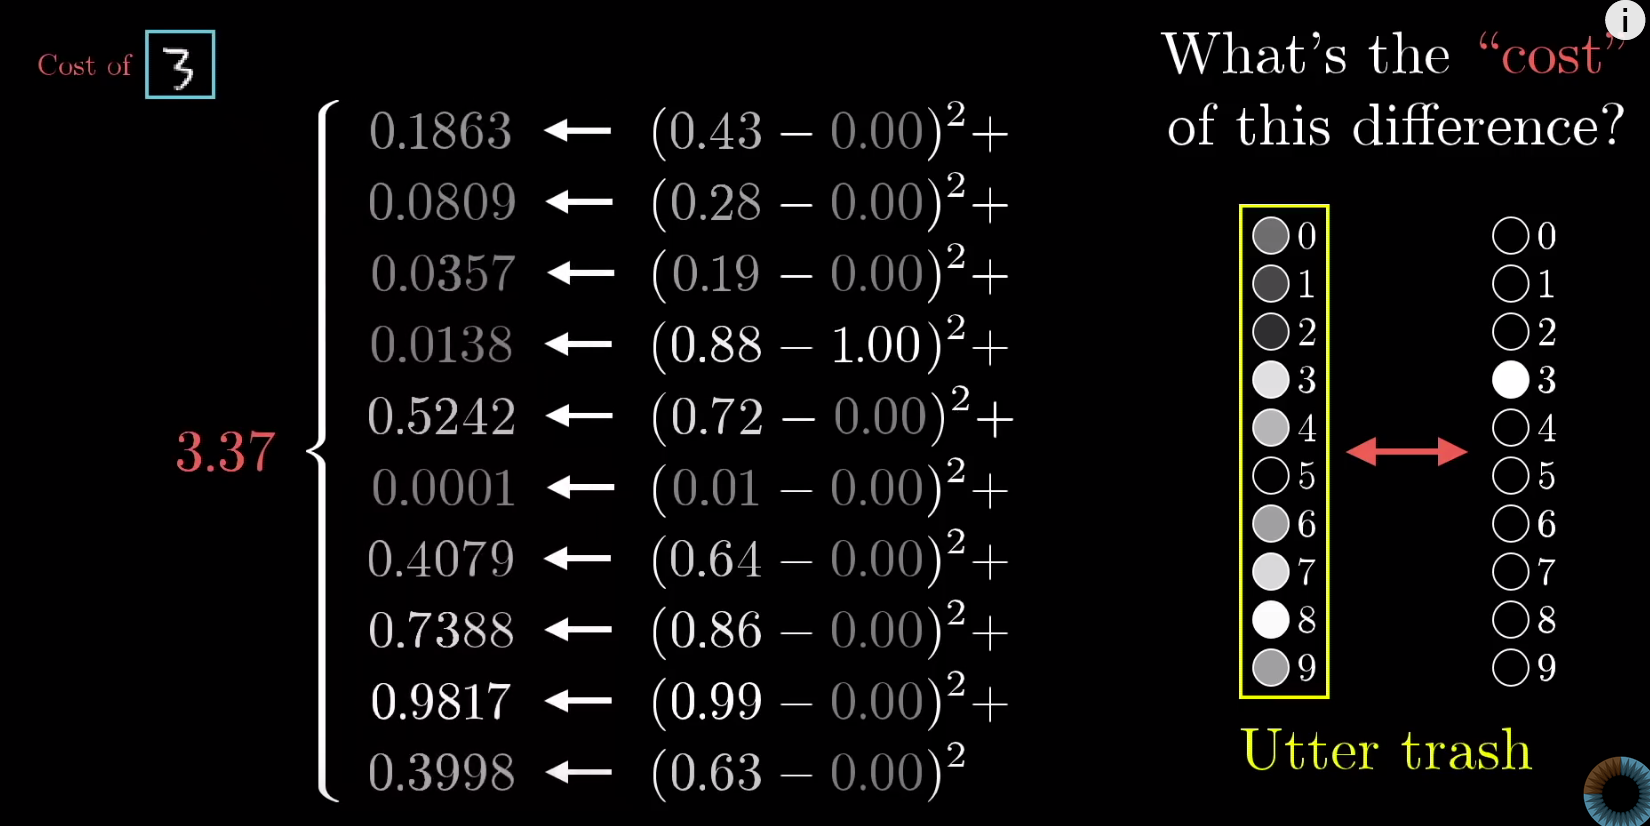 Cost of 3
What's the “cost”
of this difference?
3.37
0.1863 ← (0.43 − 0.00)²+
0.0809 ← (0.28 − 0.00)²+
0.0357 ← (0.19 − 0.00)²+
0.0138 ← (0.88 − 1.00)²+
0.5242 ← (0.72 − 0.00)²+
0.0001 ← (0.01 − 0.00)²+
0.4079 ← (0.64 − 0.00)²+
0.7388 ← (0.86 − 0.00)²+
0.9817 ← (0.99 − 0.00)²+
0.3998 ← (0.63 − 0.00)²
0
1
2
3
4
5
6
7
8
9
0
1
2
3
4
5
6
7
8
9
Utter trash
i